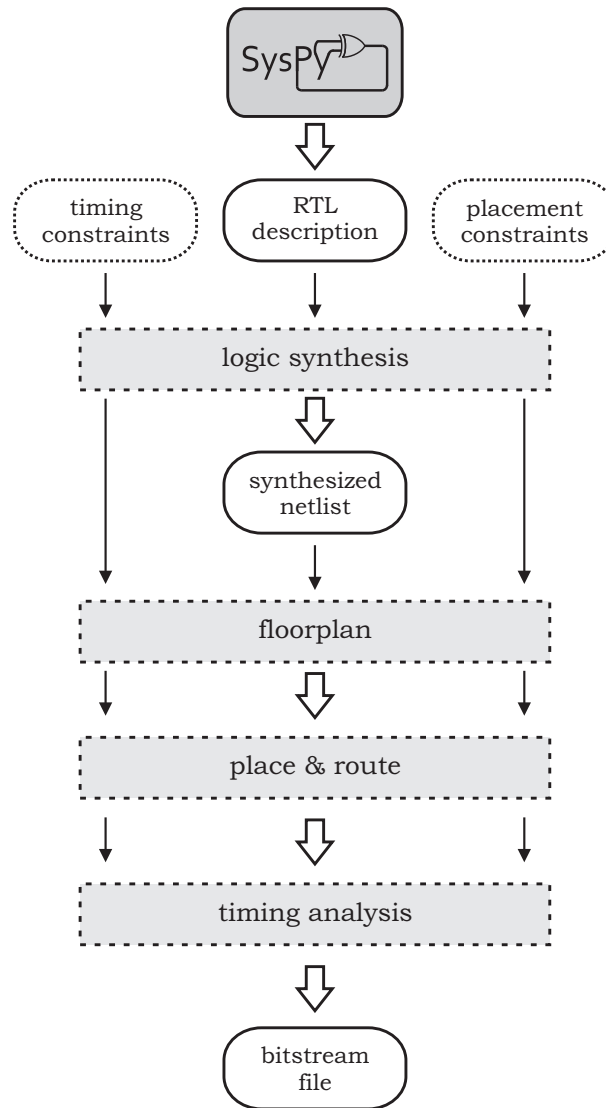 SysPy
timing
constraints
RTL
description
placement
constraints
logic synthesis
synthesized
netlist
floorplan
place & route
timing analysis
bitstream
file